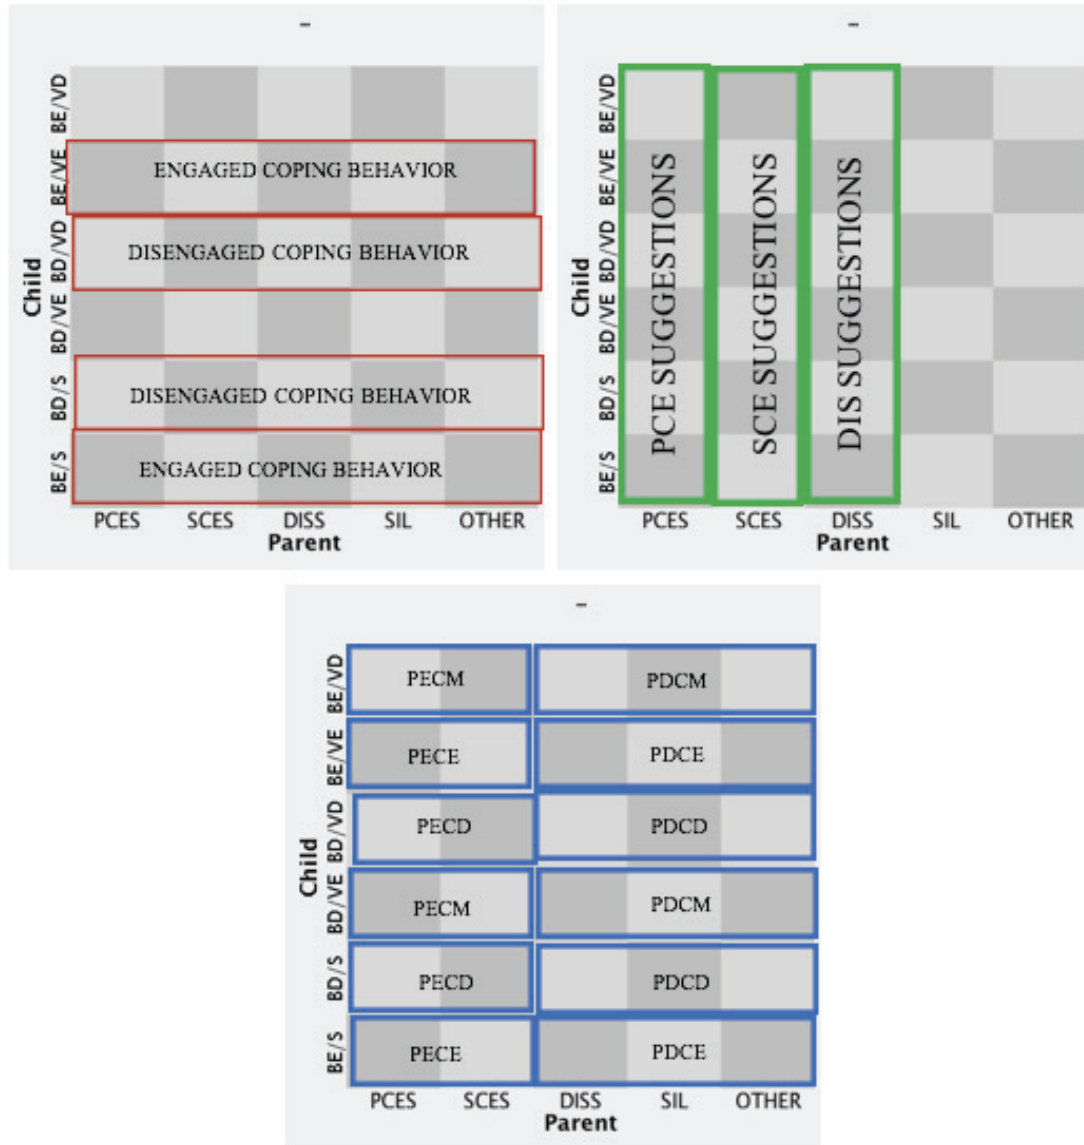 –
Child
BE/VD
BE/VE
BD/VD
BD/VE
BD/S
BE/S
ENGAGED COPING BEHAVIOR
DISENGAGED COPING BEHAVIOR
DISENGAGED COPING BEHAVIOR
ENGAGED COPING BEHAVIOR
PCES SCES DISS SIL OTHER
Parent
–
Child
BE/VD
BE/VE
BD/VD
BD/VE
BD/S
BE/S
PCE SUGGESTIONS
SCE SUGGESTIONS
DIS SUGGESTIONS
PCES SCES DISS SIL OTHER
Parent
–
Child
BE/VD PECM PDCM
BE/VE PECE PDCE
BD/VD PECD PDCD
BD/VE PECM PDCM
BD/S PECD PDCD
BE/S PECE PDCE
PCES SCES DISS SIL OTHER
Parent